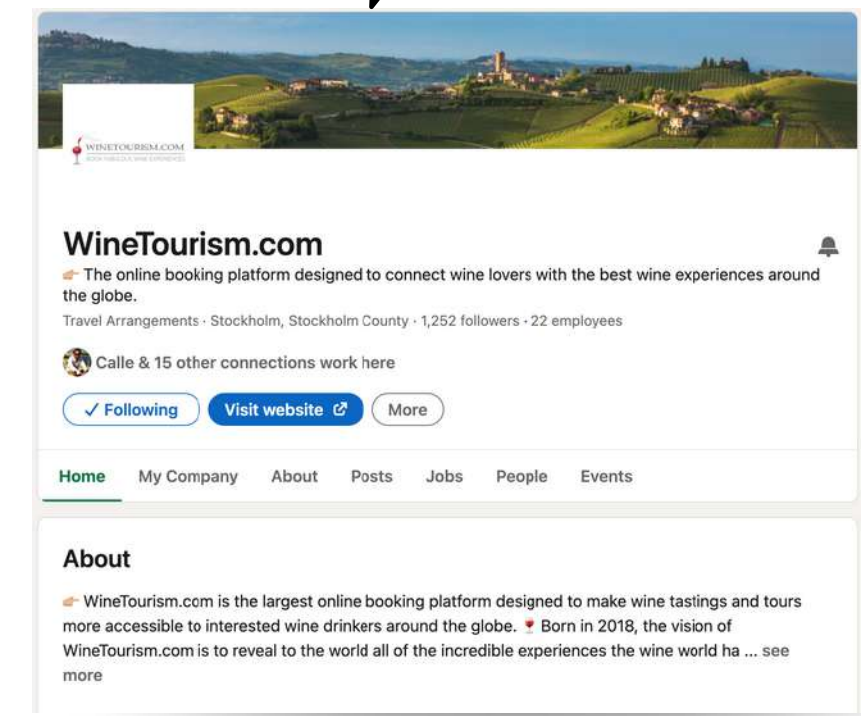 WINETOURISM.COM
BOOK FABULOUS WINE EXPERIENCES
WineTourism.com
👉 The online booking platform designed to connect wine lovers with the best wine experiences around
the globe.
Travel Arrangements · Stockholm, Stockholm County · 1,252 followers · 22 employees
Calle & 15 other connections work here
✓ Following Visit website More
Home My Company About Posts Jobs People Events
About
👉 WineTourism.com is the largest online booking platform designed to make wine tastings and tours
more accessible to interested wine drinkers around the globe. 🍷 Born in 2018, the vision of
WineTourism.com is to reveal to the world all of the incredible experiences the wine world ha ... see
more